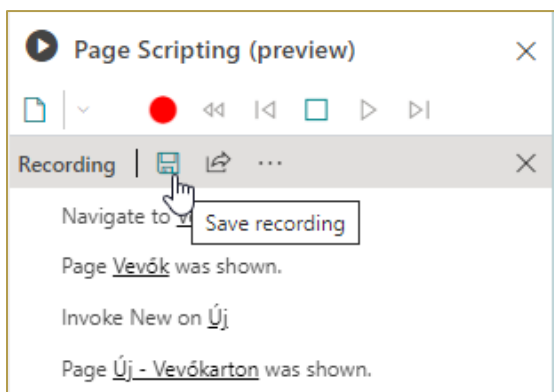 Page Scripting (preview)
Recording
Save recording
Navigate to
Page Vevők was shown.
Invoke New on Új
Page Új - Vevőkarton was shown.